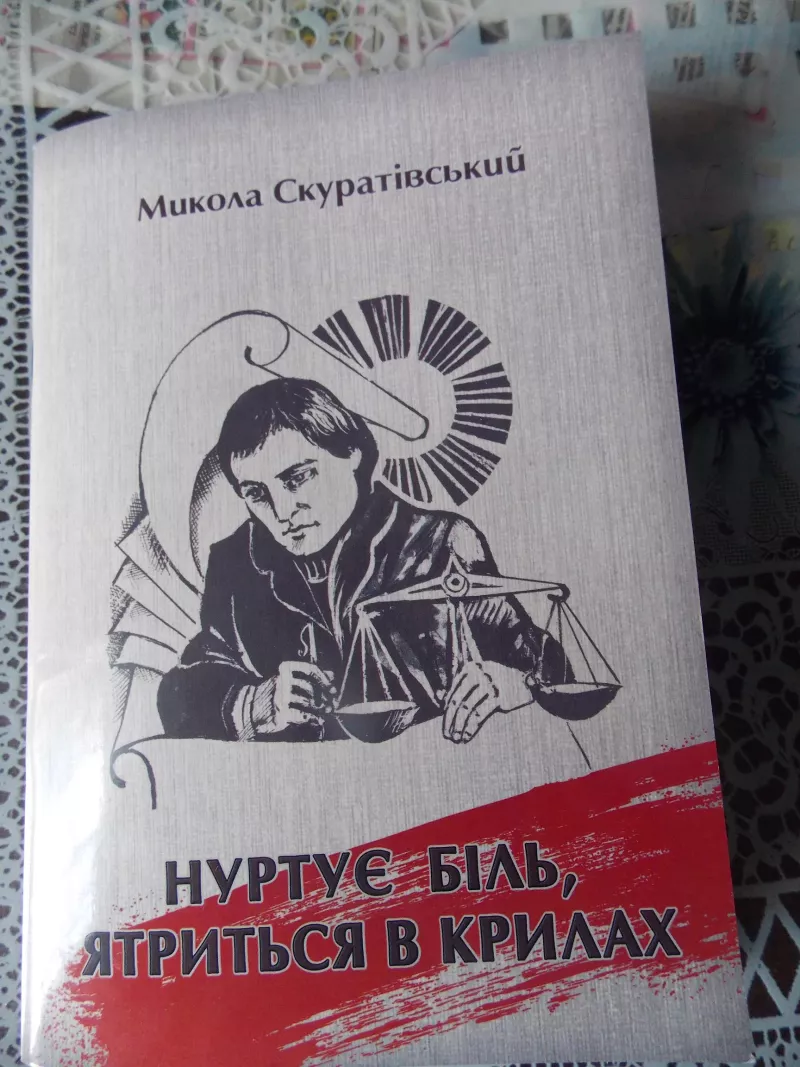 Микола Скуратівський
Я
НУРТУЄ БІЛЬ,
ЯТРИТЬСЯ В КРИЛАХ